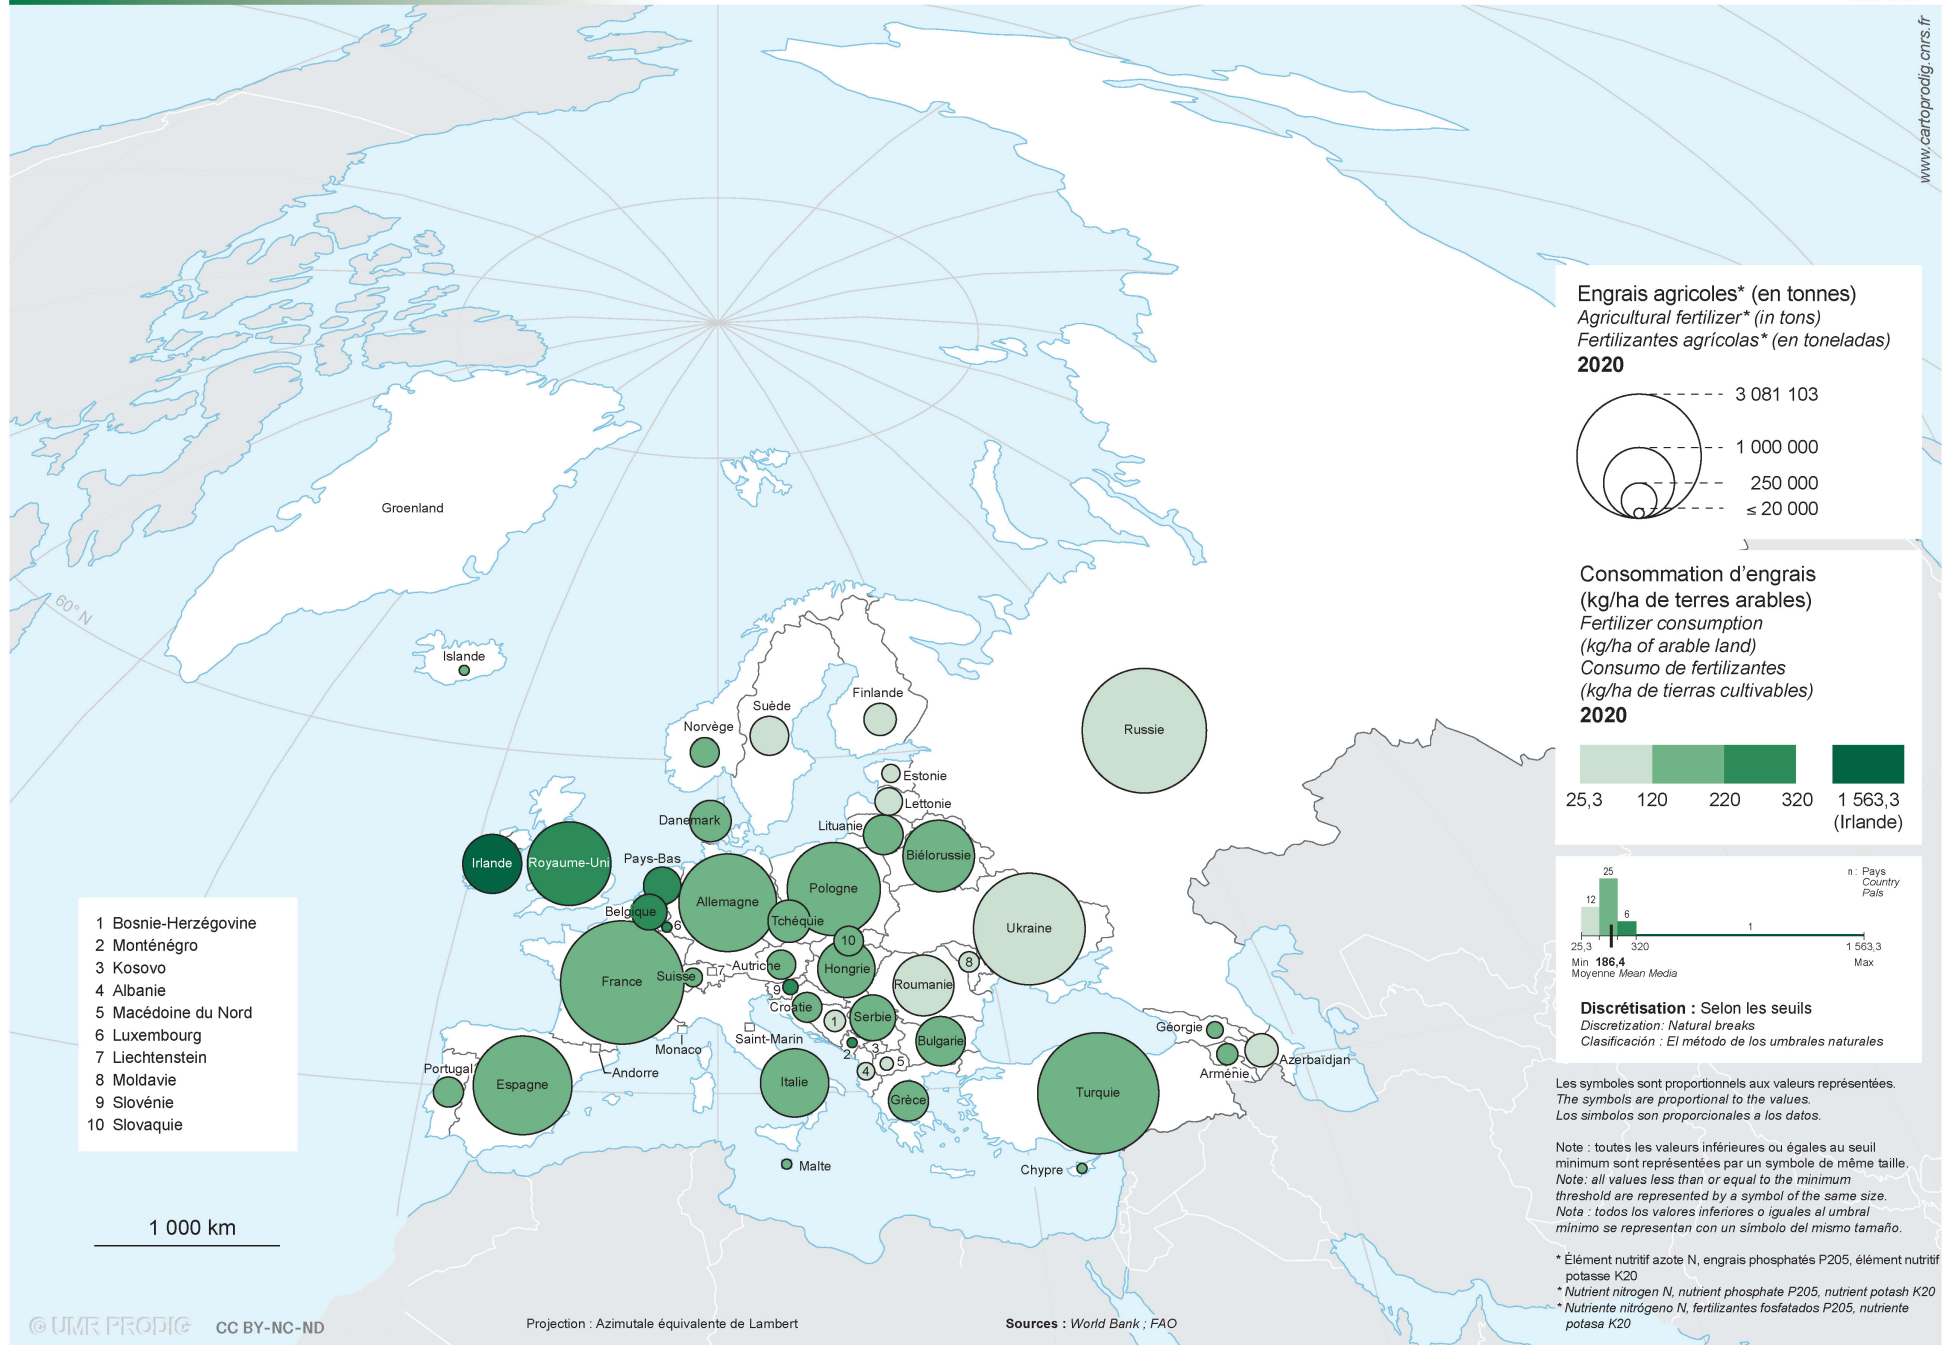 www.cartoprodig.cnrs.fr
Engrais agricoles* (en tonnes)
Agricultural fertilizer* (in tons)
Fertilizantes agrícolas* (en toneladas)
2020
3 081 103
1 000 000
250 000
≤ 20 000
Consommation d'engrais
(kg/ha de terres arables)
Fertilizer consumption
(kg/ha of arable land)
Consumo de fertilizantes
(kg/ha de tierras cultivables)
2020
25,3 120 220 320 1 563,3
(Irlande)
n : Pays
Country
País
25
12
6
1
25,3 320 1 563,3
Min 186,4 Max
Moyenne Mean Media
Discrétisation : Selon les seuils
Discretization: Natural breaks
Clasificación : El método de los umbrales naturales
Les symboles sont proportionnels aux valeurs représentées.
The symbols are proportional to the values.
Los simbolos son proporcionales a los datos.
Note : toutes les valeurs inférieures ou égales au seuil
minimum sont représentées par un symbole de même taille.
Note: all values less than or equal to the minimum
threshold are represented by a symbol of the same size.
Nota : todos los valores inferiores o iguales al umbral
mínimo se representan con un símbolo del mismo tamaño.
* Élément nutritif azote N, engrais phosphatés P205, élément nutritif
potasse K20
* Nutrient nitrogen N, nutrient phosphate P205, nutrient potash K20
* Nutriente nitrógeno N, fertilizantes fosfatados P205, nutriente
potasa K20
Groenland
60° N
Islande
Finlande
Suède
Norvège
Russie
Estonie
Lettonie
Danemark
Lituanie
Biélorussie
Irlande
Royaume-Uni
Pays-Bas
Allemagne
Pologne
Belgique
6
Tchéquie
Ukraine
10
France
Suisse
7
Autriche
Hongrie
8
Roumanie
9
Croatie
1
Serbie
Géorgie
Saint-Marin
Monaco
2
3
Bulgarie
Arménie
Azerbaïdjan
Andorre
4
5
Portugal
Espagne
Italie
Grèce
Turquie
Malte
Chypre
1 Bosnie-Herzégovine
2 Monténégro
3 Kosovo
4 Albanie
5 Macédoine du Nord
6 Luxembourg
7 Liechtenstein
8 Moldavie
9 Slovénie
10 Slovaquie
1 000 km
© UMR PRODIG CC BY-NC-ND
Projection : Azimutale équivalente de Lambert
Sources : World Bank ; FAO